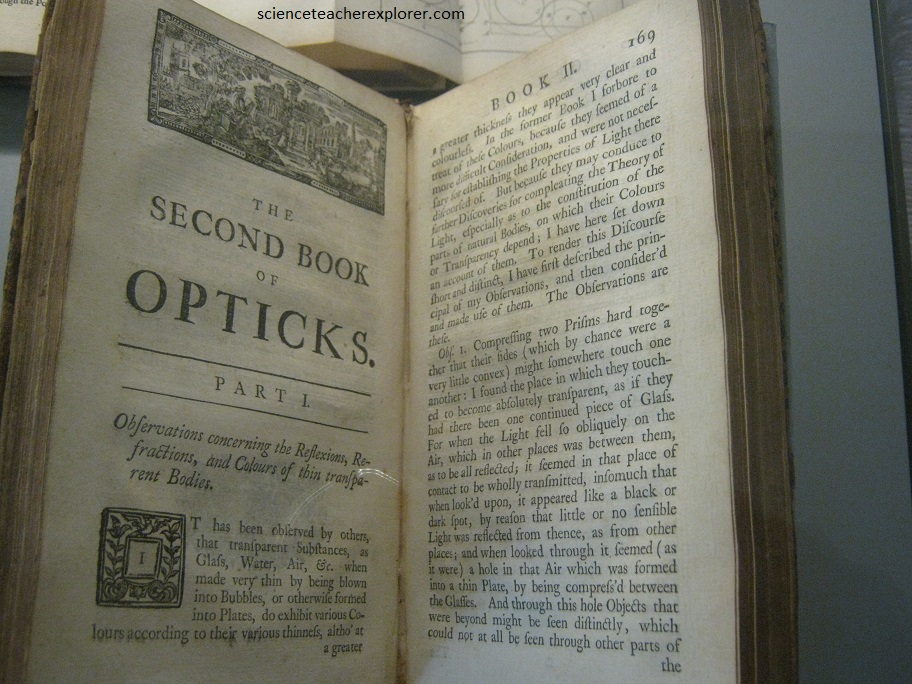 scienceteacherexplorer.com
THE
SECOND BOOK
OF
OPTICKS.
PART I.
Obſervations concerning the Reflexions, Re-
fractions, and Colours of thin tranſpa-
rent Bodies.
IT has been obſerved by others,
that tranſparent Subſtances, as
Glaſs, Water, Air, &c. when
made very thin by being blown
into Bubbles, or otherwiſe formed
into Plates, do exhibit various Co-
lours according to their various thinneſs, altho' at
a greater
BOOK II. 169
a greater thickneſs they appear very clear and
colourleſs. In the former Book I forbore to
treat of theſe Colours, becauſe they ſeemed of a
more difficult Conſideration, and were not neceſ-
ſary for eſtabliſhing the Properties of Light there
diſcourſed of. But becauſe they may conduce to
farther Diſcoveries for compleating the Theory of
Light, eſpecially as to the conſtitution of the
parts of natural Bodies, on which their Colours
or Tranſparency depend; I have here ſet down
an account of them. To render this Diſcourſe
ſhort and diſtinct, I have firſt deſcribed the prin-
cipal of my Obſervations, and then conſider'd
and made uſe of them. The Obſervations are
theſe.
Obſ. 1. Compreſſing two Priſms hard toge-
ther that their ſides (which by chance were a
very little convex) might ſomewhere touch one
another: I found the place in which they touch-
ed to become abſolutely tranſparent, as if they
had there been one continued piece of Glaſs.
For when the Light fell ſo obliquely on the
Air, which in other places was between them,
as to be all reflected; it ſeemed in that place of
contact to be wholly tranſmitted, inſomuch that
when look'd upon, it appeared like a black or
dark ſpot, by reaſon that little or no ſenſible
Light was reflected from thence, as from other
places; and when looked through it ſeemed (as
it were) a hole in that Air which was formed
into a thin Plate, by being compreſs'd between
the Glaſſes. And through this hole Objects that
were beyond might be ſeen diſtinctly, which
could not at all be ſeen through other parts of
the